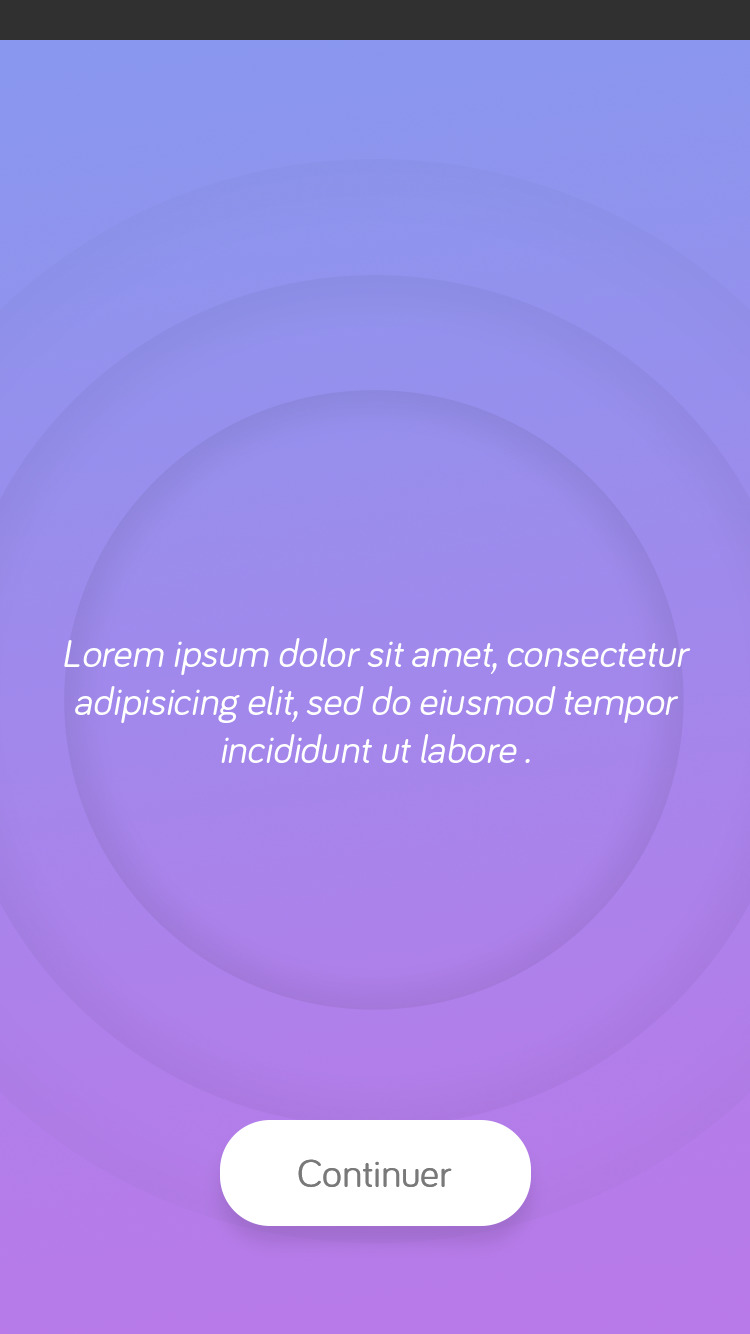 Lorem ipsum dolor sit amet, consectetur
adipisicing elit, sed do eiusmod tempor
incididunt ut labore .
Continuer